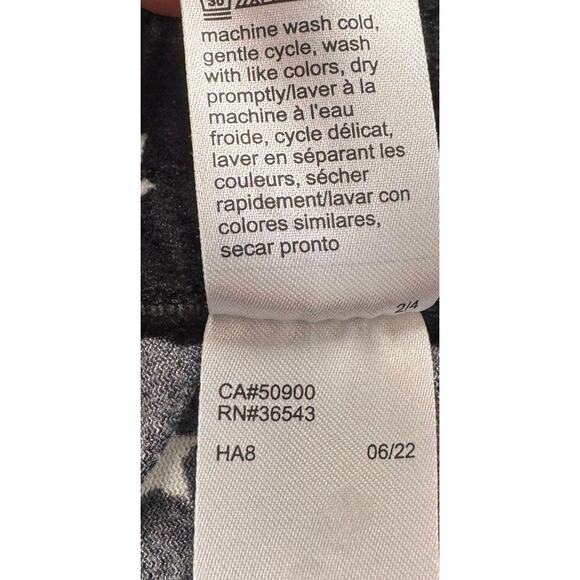 30
machine wash cold,
gentle cycle, wash
with like colors, dry
promptly/laver à la
machine à l'eau
froide, cycle délicat,
laver en séparant les
couleurs, sécher
rapidement/lavar con
colores similares,
secar pronto
2/4
CA#50900
RN#36543
HA8 06/22